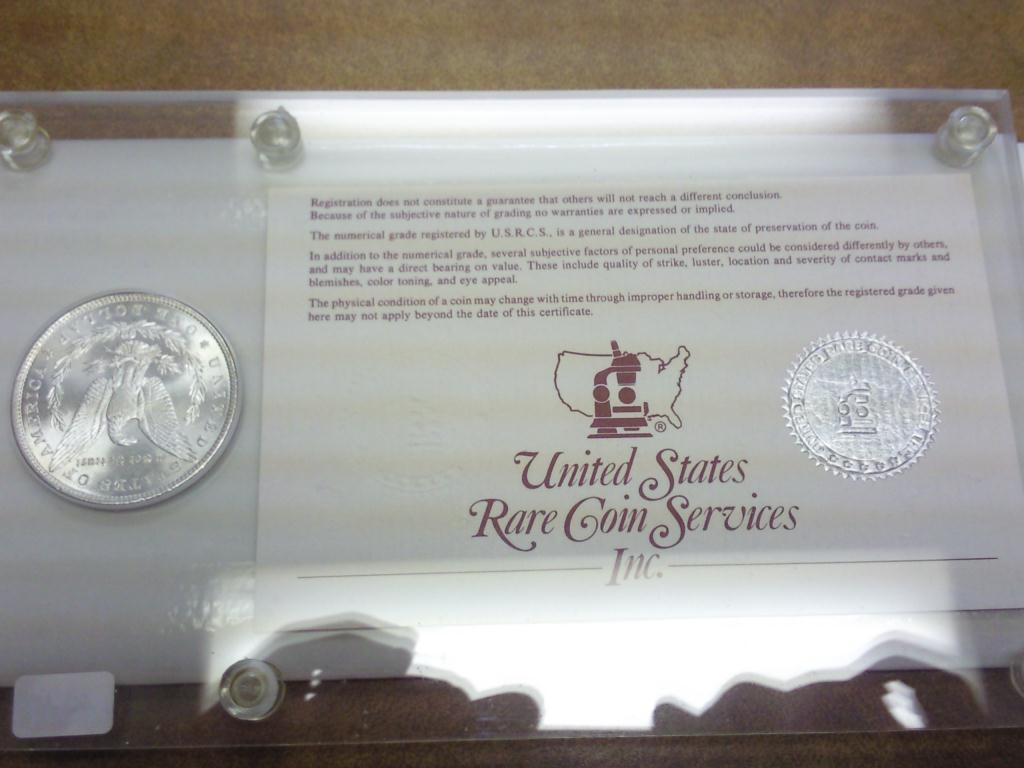 Registration does not constitute a guarantee that others will not reach a different conclusion.
Because of the subjective nature of grading no warranties are expressed or implied.
The numerical grade registered by U.S.R.C.S., is a general designation of the state of preservation of the coin.
In addition to the numerical grade, several subjective factors of personal preference could be considered differently by others,
and may have a direct bearing on value. These include quality of strike, luster, location and severity of contact marks and
blemishes, color toning, and eye appeal.
The physical condition of a coin may change with time through improper handling or storage, therefore the registered grade given
here may not apply beyond the date of this certificate.
®
United States
Rare Coin Services
Inc.
UNITED STATES OF AMERICA
ONE DOLLAR